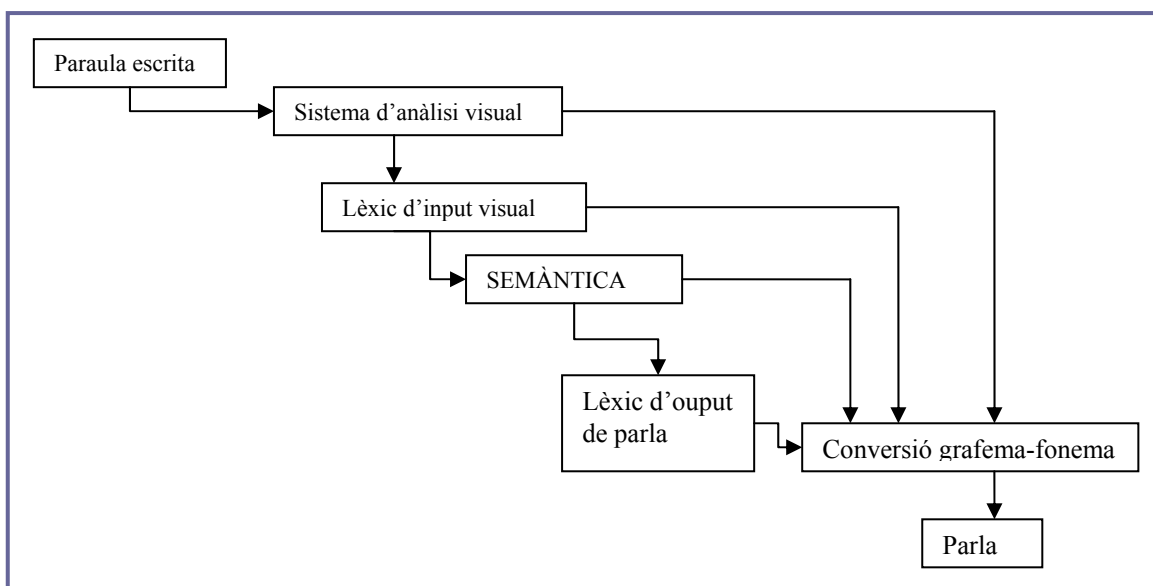 Paraula escrita
Sistema d’anàlisi visual
Lèxic d’input visual
SEMÀNTICA
Lèxic d’ouput
de parla
Conversió grafema-fonema
Parla